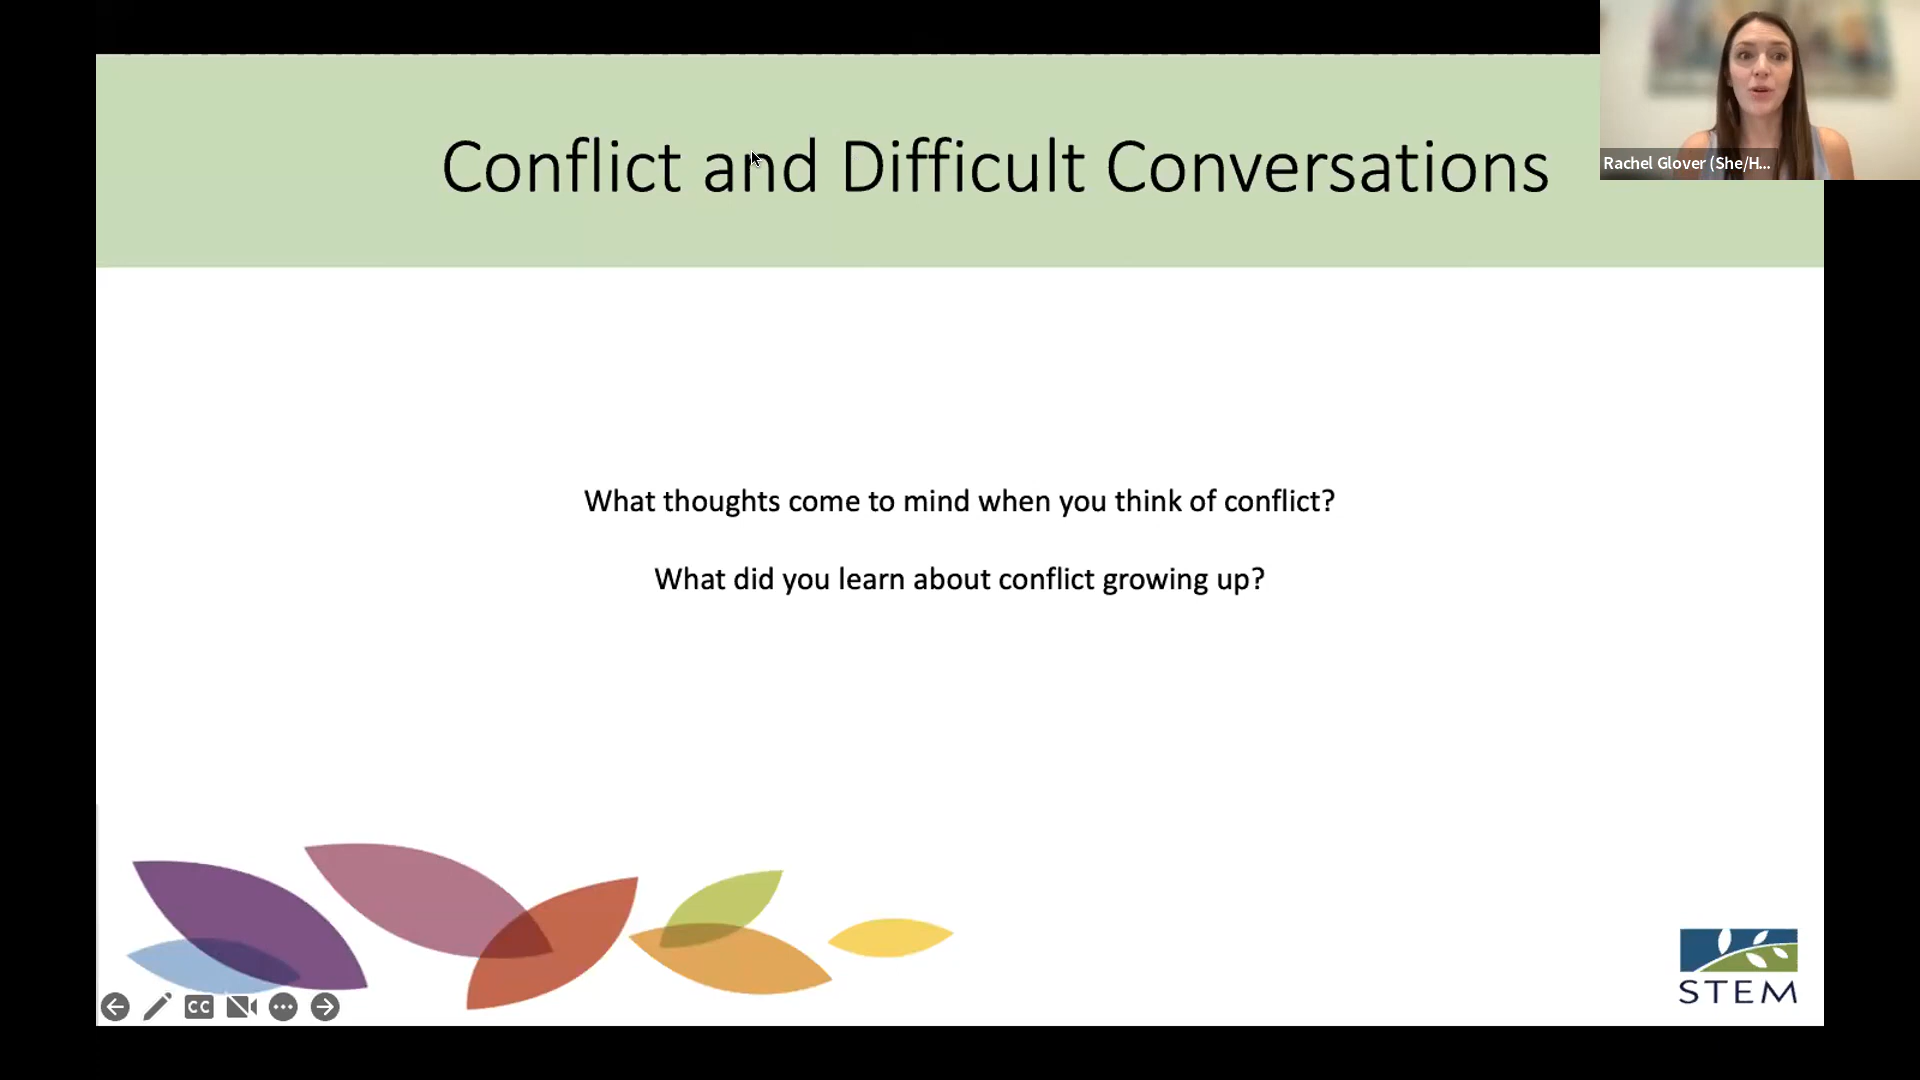 Conflict and Difficult Conversations
Rachel Glover (She/H...
What thoughts come to mind when you think of conflict?
What did you learn about conflict growing up?
CC
STEM